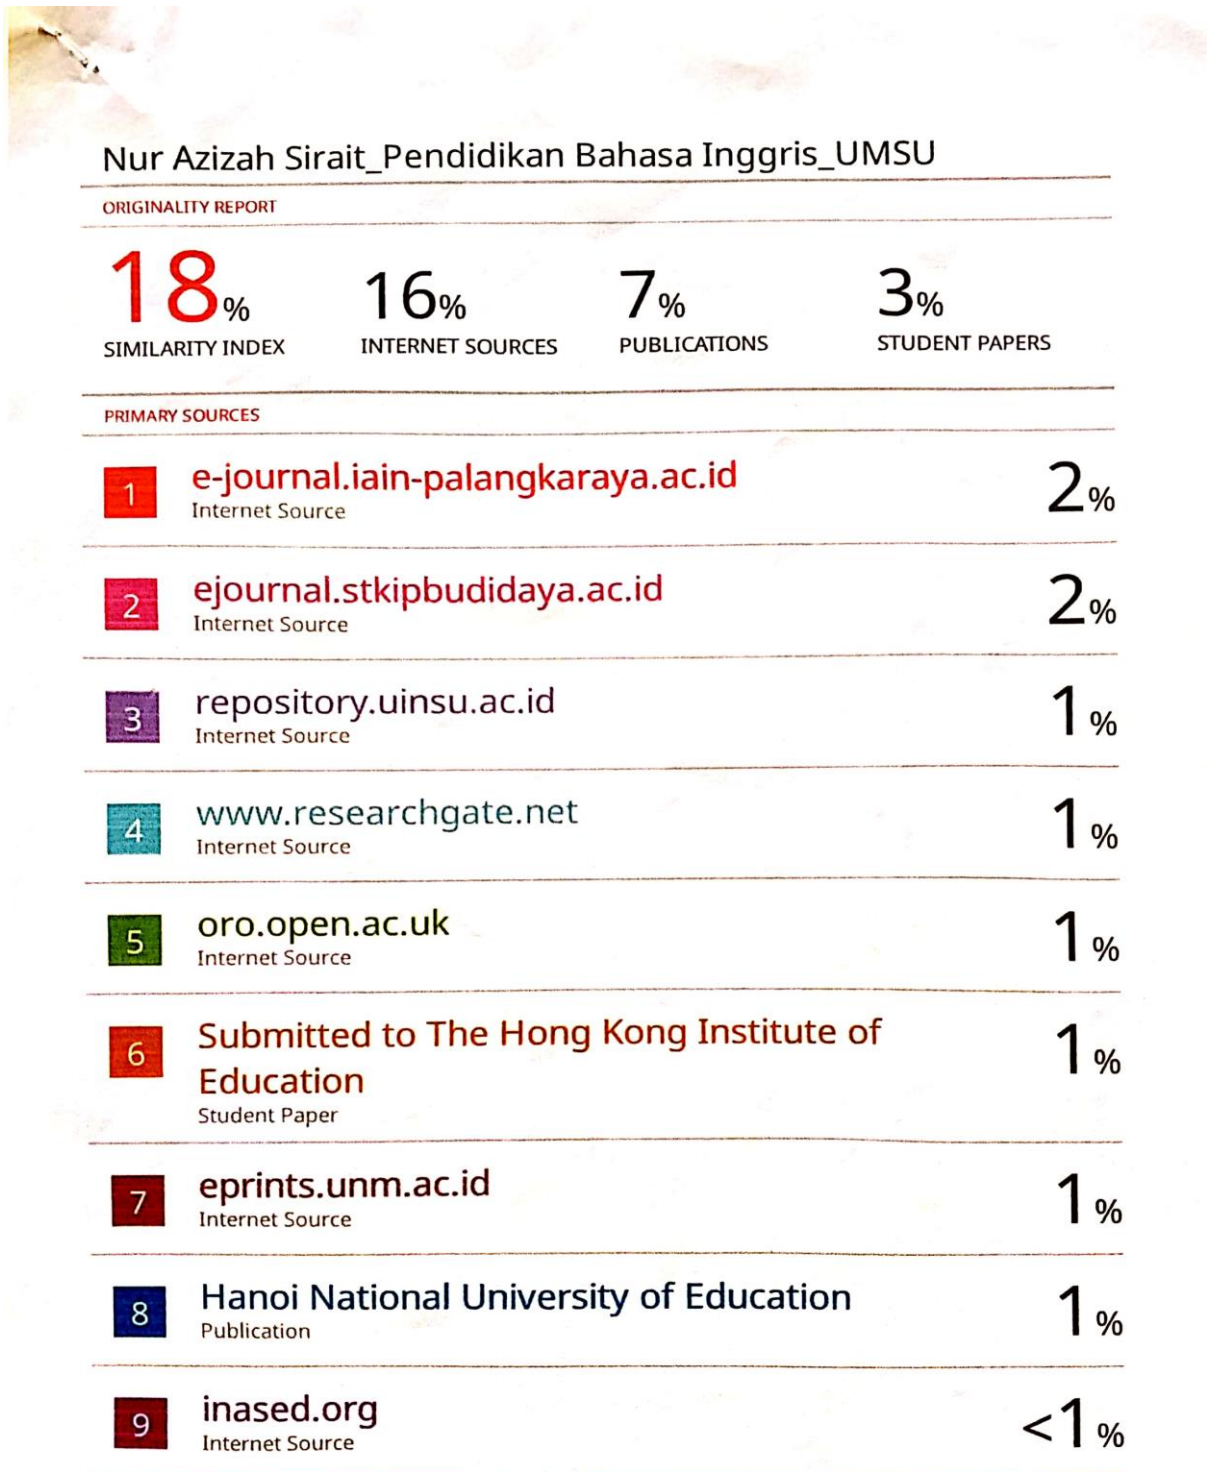 Nur Azizah Sirait_Pendidikan Bahasa Inggris_UMSU
ORIGINALITY REPORT
18% 16% 7% 3%
SIMILARITY INDEX INTERNET SOURCES PUBLICATIONS STUDENT PAPERS
PRIMARY SOURCES
1 e-journal.iain-palangkaraya.ac.id 2%
Internet Source
2 ejournal.stkipbudidaya.ac.id 2%
Internet Source
3 repository.uinsu.ac.id 1%
Internet Source
4 www.researchgate.net 1%
Internet Source
5 oro.open.ac.uk 1%
Internet Source
6 Submitted to The Hong Kong Institute of 1%
Education
Student Paper
7 eprints.unm.ac.id 1%
Internet Source
8 Hanoi National University of Education 1%
Publication
9 inased.org <1%
Internet Source